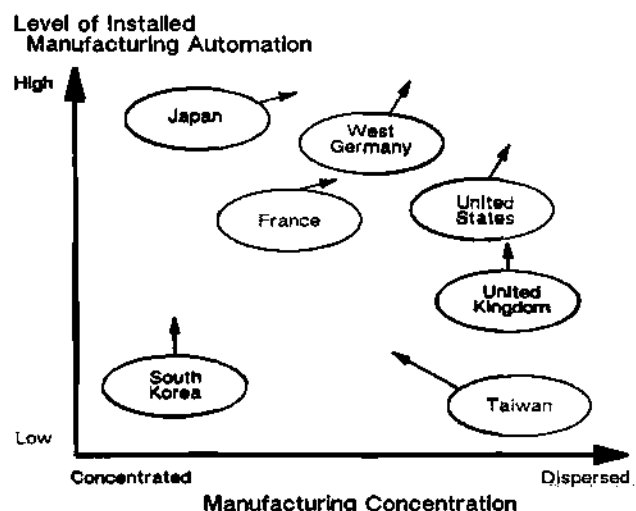 Level of Installed
Manufacturing Automation
High
Japan
West
Germany
France
United
States
United
Kingdom
South
Korea
Taiwan
Low
Concentrated
Dispersed
Manufacturing Concentration